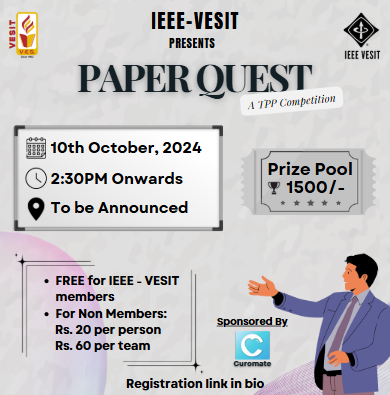 VESIT
V.E.S.
IEEE-VESIT
PRESENTS
IEEE VESIT
PAPER QUEST
A TPP Competition
10th October, 2024
2:30PM Onwards
To be Announced
Prize Pool
1500/-
• FREE for IEEE - VESIT
members
• For Non Members:
Rs. 20 per person
Rs. 60 per team
Sponsored By
Curomate
Registration link in bio